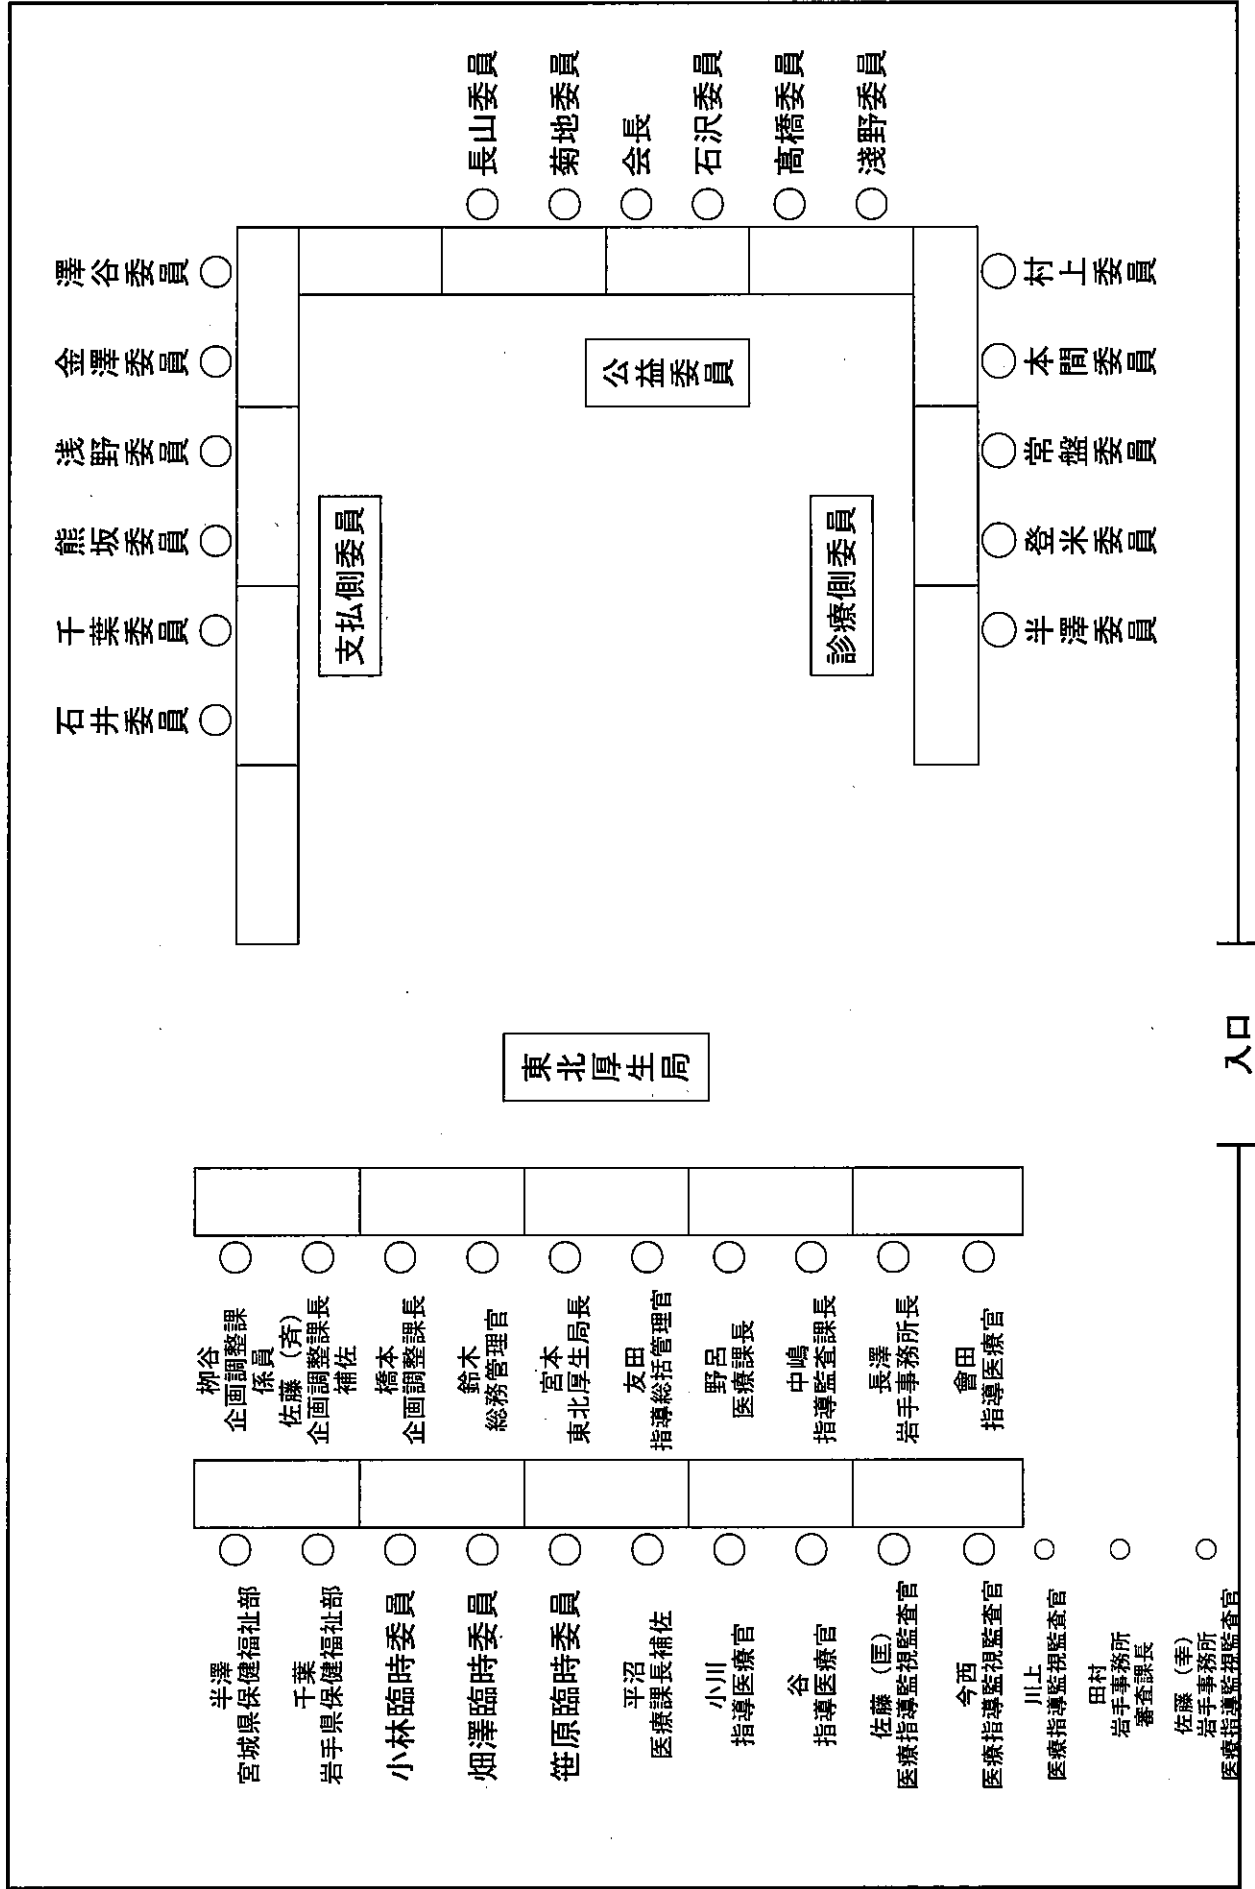 長山委員
菊地委員
会長
石沢委員
髙橋委員
淺野委員
澤谷委員
金澤委員
浅野委員
熊坂委員
千葉委員
石井委員
公益委員
支払側委員
診療側委員
村上委員
本間委員
常盤委員
登米委員
半澤委員
東北厚生局
入口
柳谷
企画調整課
係員
佐藤（斉）
企画調整課長
補佐
橋本
企画調整課長
鈴木
総務管理官
宮本
東北厚生局長
友田
指導総括管理官
野呂
医療課長
中嶋
指導監査課長
長澤
岩手事務所長
會田
指導医療官
半澤
宮城県保健福祉部
千葉
岩手県保健福祉部
小林臨時委員
畑澤臨時委員
笹原臨時委員
平沼
医療課長補佐
小川
指導医療官
谷
指導医療官
佐藤（匡）
医療指導監視監査官
今西
医療指導監視監査官
川上
医療指導監視監査官
田村
岩手事務所
審査課長
佐藤（幸）
岩手事務所
医療指導監視監査官